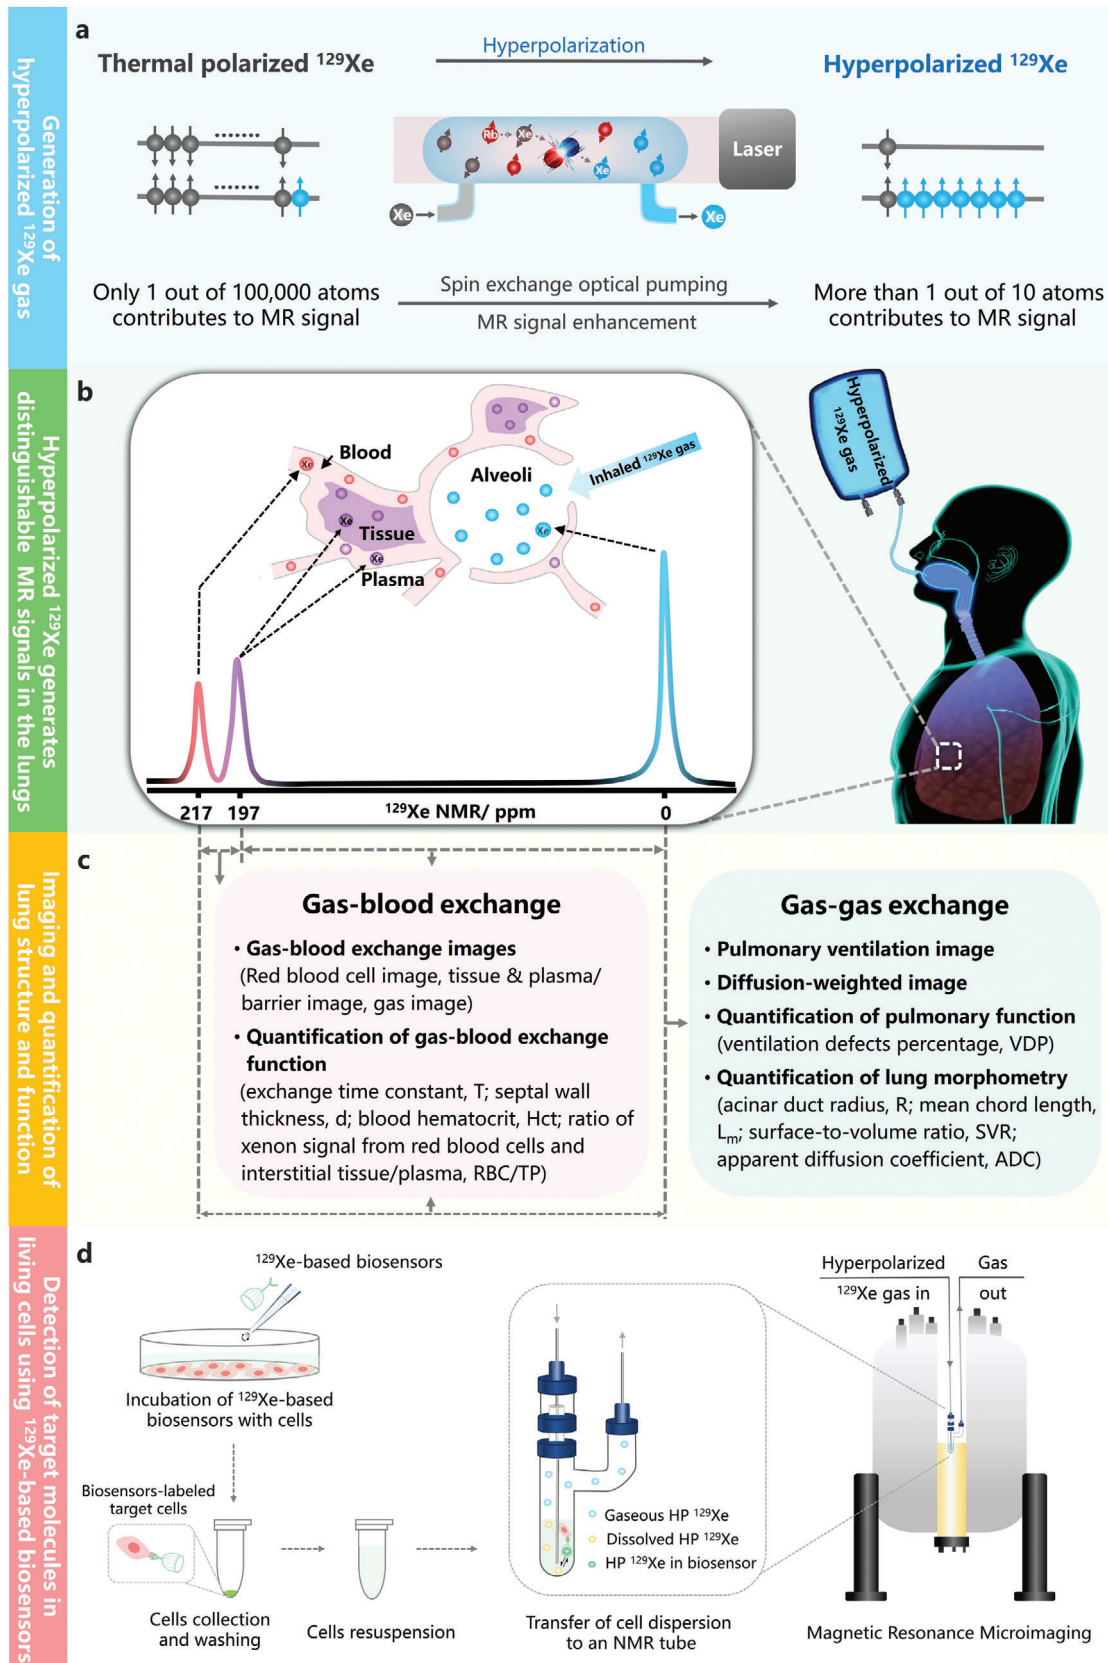 Generation of
hyperpolarized ¹²⁹Xe gas
a
Thermal polarized ¹²⁹Xe
Hyperpolarization
Hyperpolarized ¹²⁹Xe
Rb
Xe
Xe
Laser
Xe
Xe
Only 1 out of 100,000 atoms
contributes to MR signal
Spin exchange optical pumping
MR signal enhancement
More than 1 out of 10 atoms
contributes to MR signal
Hyperpolarized ¹²⁹Xe generates
distinguishable MR signals in the lungs
b
Blood
Xe
Alveoli
Inhaled ¹²⁹Xe gas
Xe
Tissue
Xe
Xe
Plasma
217
197
¹²⁹Xe NMR/ ppm
0
Hyperpolarized
¹²⁹Xe gas
Imaging and quantification of
lung structure and function
c
Gas-blood exchange
• Gas-blood exchange images
(Red blood cell image, tissue & plasma/
barrier image, gas image)
• Quantification of gas-blood exchange
function
(exchange time constant, T; septal wall
thickness, d; blood hematocrit, Hct; ratio of
xenon signal from red blood cells and
interstitial tissue/plasma, RBC/TP)
Gas-gas exchange
• Pulmonary ventilation image
• Diffusion-weighted image
• Quantification of pulmonary function
(ventilation defects percentage, VDP)
• Quantification of lung morphometry
(acinar duct radius, R; mean chord length,
Lₘ; surface-to-volume ratio, SVR;
apparent diffusion coefficient, ADC)
Detection of target molecules in
living cells using ¹²⁹Xe-based biosensors
d
¹²⁹Xe-based biosensors
Incubation of ¹²⁹Xe-based
biosensors with cells
Biosensors-labeled
target cells
Cells collection
and washing
Cells resuspension
Gaseous HP ¹²⁹Xe
Dissolved HP ¹²⁹Xe
HP ¹²⁹Xe in biosensor
Transfer of cell dispersion
to an NMR tube
Hyperpolarized
¹²⁹Xe gas in
Gas
out
Magnetic Resonance Microimaging